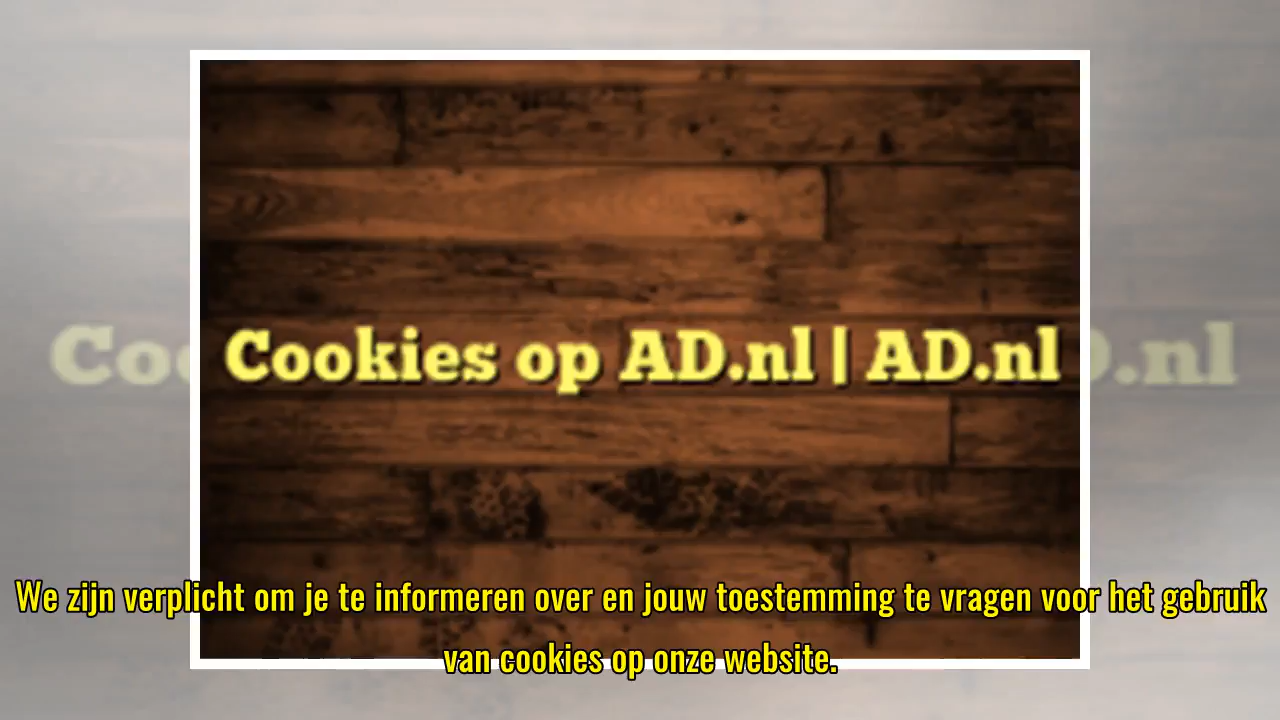 Cookies op AD.nl | AD.nl
We zijn verplicht om je te informeren over en jouw toestemming te vragen voor het gebruik
van cookies op onze website.